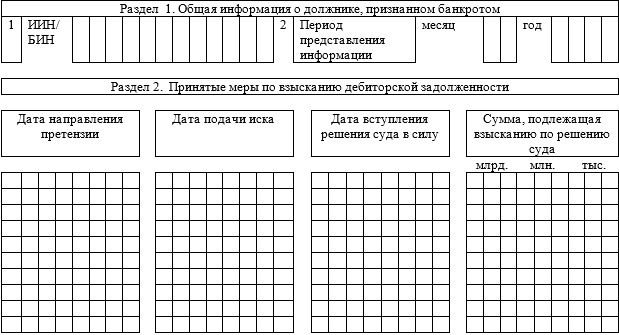 Раздел 1. Общая информация о должнике, признанном банкротом
1 ИИН/ 2 Период месяц год
БИН представления
информации
Раздел 2. Принятые меры по взысканию дебиторской задолженности
Дата направления Дата подачи иска Дата вступления Сумма, подлежащая
претензии решения суда в силу взысканию по решению
суда
млрд. млн. тыс.